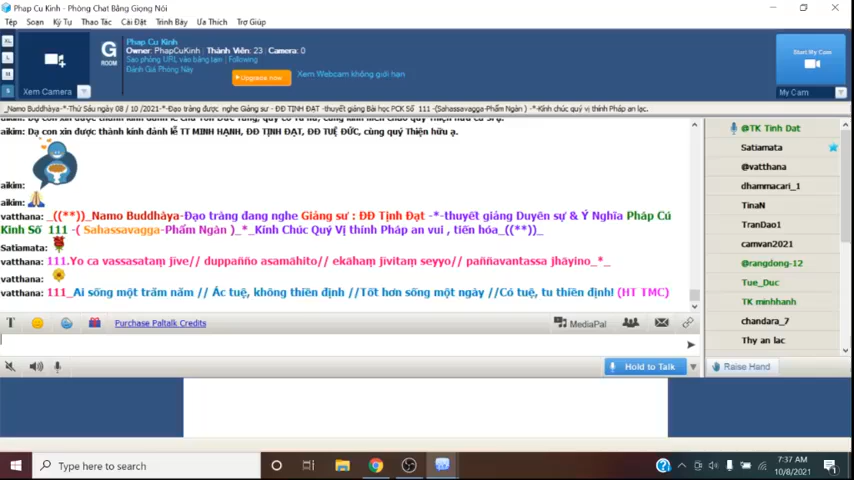 Phap Cu Kinh - Phòng Chat Bằng Giọng Nói
Tệp Soạn Ký Tự Thao Tác Cài Đặt Trình Bày Ưa Thích Trợ Giúp
XL
L
M
S
Xem Camera
G
ROOM
Phap Cu Kinh
Owner: PhapCuKinh | Thành Viên: 23 | Camera: 0
Sao phỏng URL vào bảng tạm | Following
Đánh Giá Phòng Này
Upgrade now
Xem Webcam không giới hạn
Start My Cam
My Cam
_Namo Buddhàya-*-Thứ Sáu ngày 08 / 10 /2021-*-Đạo tràng được nghe Giảng sư - ĐĐ TỊNH ĐẠT -thuyết giảng Bài học PCK Số 111 -(Sahassavagga-Phẩm Ngàn ) -*-Kính chúc quý vị thính Pháp an lạc.
aikim: Dạ con xin được thành kính đảnh lễ TT MINH HẠNH, ĐĐ TỊNH ĐẠT, ĐĐ TUỆ ĐỨC, cùng quý Thiện hữu ạ.
aikim:
aikim:
vatthana: _((**))_Namo Buddhàya-Đạo tràng đang nghe Giảng sư : ĐĐ Tịnh Đạt -*-thuyết giảng Duyên sự & Ý Nghĩa Pháp Cú
Kinh Số 111 -( Sahassavagga-Phẩm Ngàn )_*_Kính Chúc Quý Vị thính Pháp an vui , tiến hóa_((**))_
Satiamata:
vatthana: 111.Yo ca vassasataṃ jīve// duppañño asamāhito// ekāhaṃ jīvitaṃ seyyo// paññavantassa jhāyino_*_
vatthana:
vatthana: 111_Ai sống một trăm năm // Ác tuệ, không thiền định //Tốt hơn sống một ngày //Có tuệ, tu thiền định! (HT TMC)
@TK Tinh Dat
Satiamata
@vatthana
dhammacari_1
TinaN
TranDao1
camvan2021
@rangdong-12
Tue_Duc
TK minhhanh
chandara_7
Thy an lac
T
Purchase Paltalk Credits
MediaPal
Hold to Talk
Raise Hand
Type here to search
7:37 AM
10/8/2021